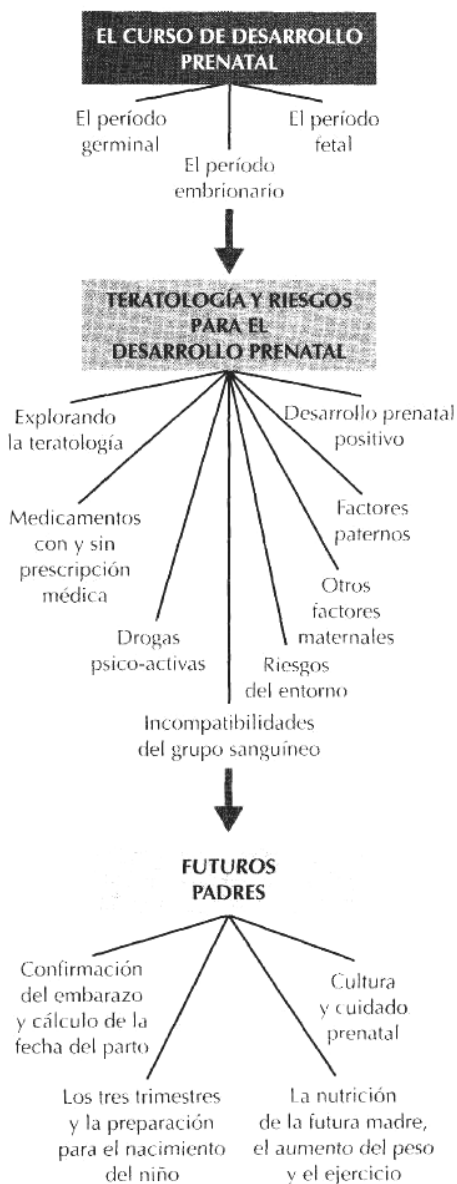 EL CURSO DE DESARROLLO
PRENATAL
El período
germinal
El período
embrionario
El período
fetal
TERATOLOGÍA Y RIESGOS
PARA EL
DESARROLLO PRENATAL
Explorando
la teratología
Medicamentos
con y sin
prescripción
médica
Drogas
psico-activas
Incompatibilidades
del grupo sanguíneo
Riesgos
del entorno
Otros
factores
maternales
Factores
paternos
Desarrollo prenatal
positivo
FUTUROS
PADRES
Confirmación
del embarazo
y cálculo de la
fecha del parto
Los tres trimestres
y la preparación
para el nacimiento
del niño
La nutrición
de la futura madre,
el aumento del peso
y el ejercicio
Cultura
y cuidado
prenatal